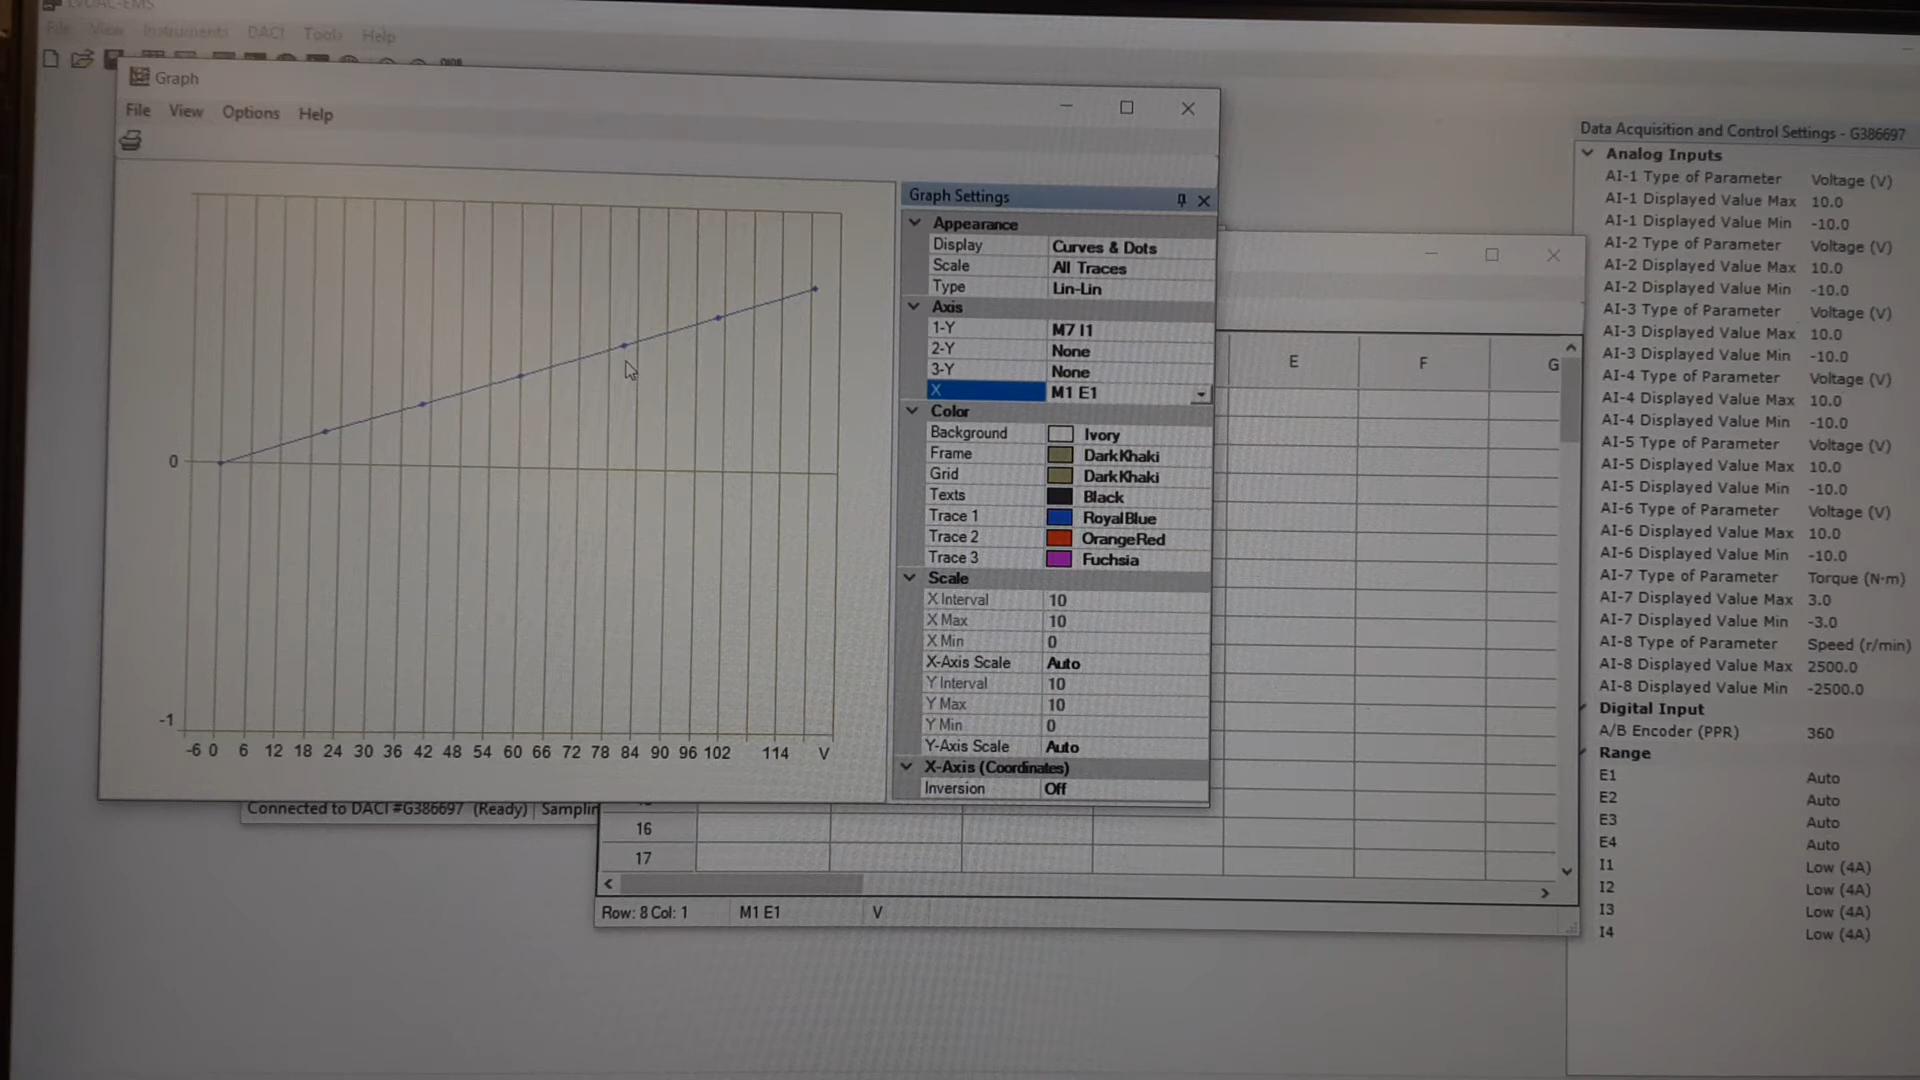 LVDAC-EMS
File View Instruments DACI Tools Help
Graph
File View Options Help
0
-1
-6 0 6 12 18 24 30 36 42 48 54 60 66 72 78 84 90 96 102 114 V
Graph Settings
Appearance
Display Curves & Dots
Scale All Traces
Type Lin-Lin
Axis
1-Y M7 I1
2-Y None
3-Y None
X M1 E1
Color
Background Ivory
Frame DarkKhaki
Grid DarkKhaki
Texts Black
Trace 1 RoyalBlue
Trace 2 OrangeRed
Trace 3 Fuchsia
Scale
X Interval 10
X Max 10
X Min 0
X-Axis Scale Auto
Y Interval 10
Y Max 10
Y Min 0
Y-Axis Scale Auto
X-Axis (Coordinates)
Inversion Off
Connected to DACI #G386697 (Ready) Samplin
E F G
16
17
Row: 8 Col: 1 M1 E1 V
Data Acquisition and Control Settings - G386697
Analog Inputs
AI-1 Type of Parameter Voltage (V)
AI-1 Displayed Value Max 10.0
AI-1 Displayed Value Min -10.0
AI-2 Type of Parameter Voltage (V)
AI-2 Displayed Value Max 10.0
AI-2 Displayed Value Min -10.0
AI-3 Type of Parameter Voltage (V)
AI-3 Displayed Value Max 10.0
AI-3 Displayed Value Min -10.0
AI-4 Type of Parameter Voltage (V)
AI-4 Displayed Value Max 10.0
AI-4 Displayed Value Min -10.0
AI-5 Type of Parameter Voltage (V)
AI-5 Displayed Value Max 10.0
AI-5 Displayed Value Min -10.0
AI-6 Type of Parameter Voltage (V)
AI-6 Displayed Value Max 10.0
AI-6 Displayed Value Min -10.0
AI-7 Type of Parameter Torque (N·m)
AI-7 Displayed Value Max 3.0
AI-7 Displayed Value Min -3.0
AI-8 Type of Parameter Speed (r/min)
AI-8 Displayed Value Max 2500.0
AI-8 Displayed Value Min -2500.0
Digital Input
A/B Encoder (PPR) 360
Range
E1 Auto
E2 Auto
E3 Auto
E4 Auto
I1 Low (4A)
I2 Low (4A)
I3 Low (4A)
I4 Low (4A)